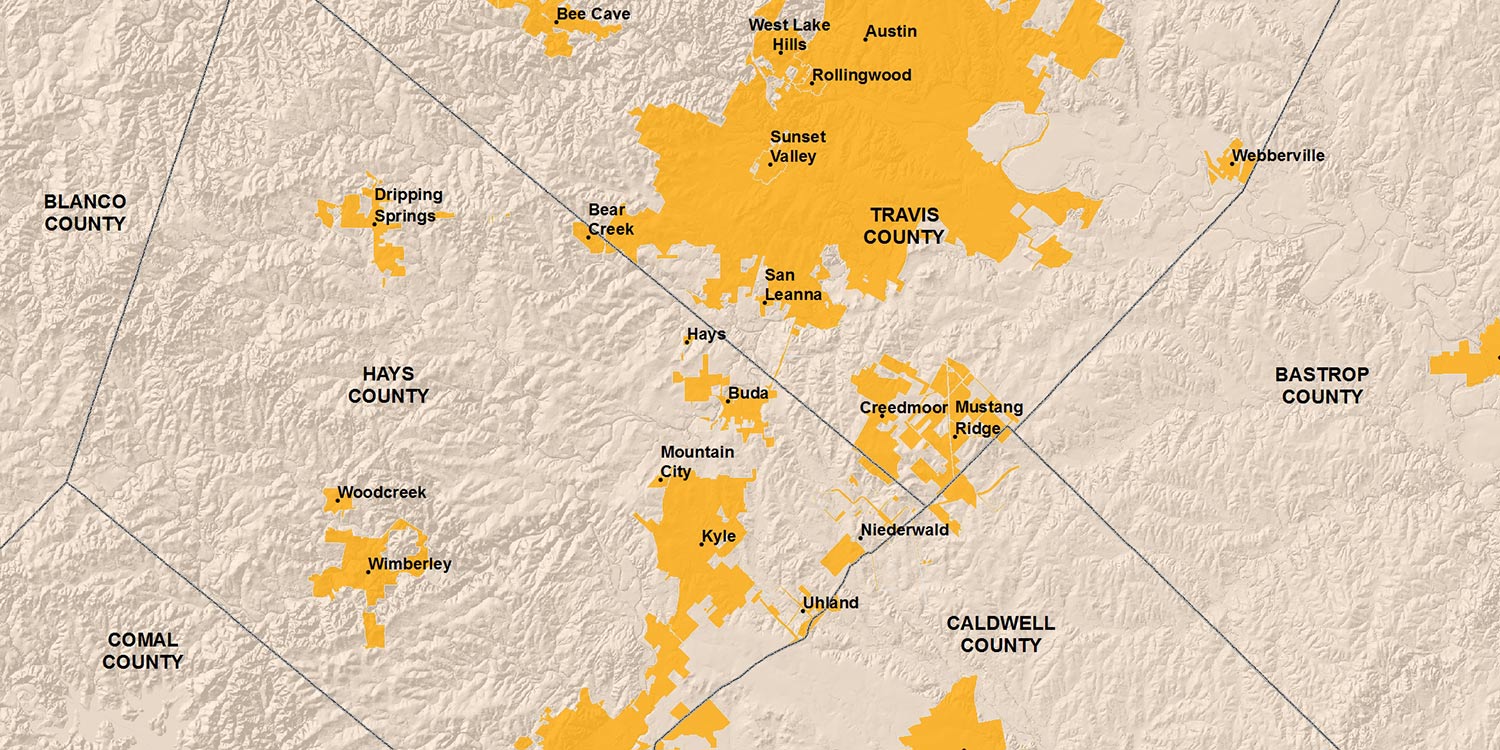 Bee Cave
West Lake
Hills
Austin
Rollingwood
Sunset
Valley
Webberville
BLANCO
COUNTY
Dripping
Springs
Bear
Creek
TRAVIS
COUNTY
San
Leanna
Hays
HAYS
COUNTY
Buda
Creedmoor
Mustang
Ridge
BASTROP
COUNTY
Mountain
City
Woodcreek
Kyle
Niederwald
Wimberley
Uhland
COMAL
COUNTY
CALDWELL
COUNTY